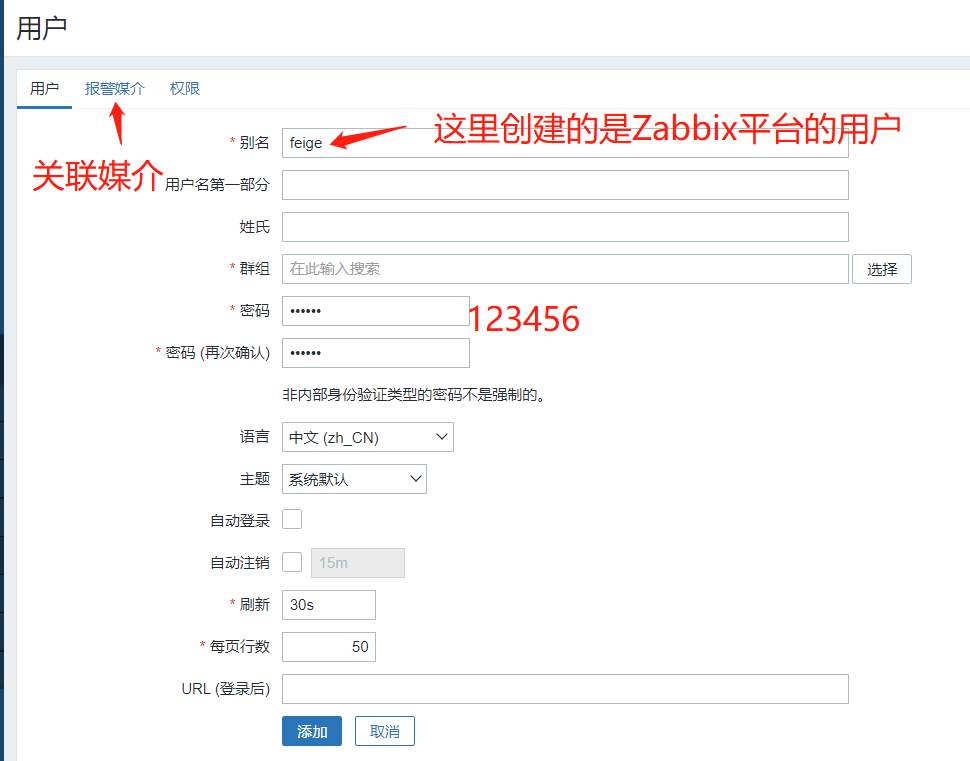 用户
用户 报警媒介 权限
这里创建的是Zabbix平台的用户
* 别名 feige
关联媒介
用户名第一部分
姓氏
* 群组 在此输入搜索 选择
* 密码 ••••••
123456
* 密码 (再次确认) ••••••
非内部身份验证类型的密码不是强制的。
语言 中文 (zh_CN)
主题 系统默认
自动登录
自动注销 15m
* 刷新 30s
* 每页行数 50
URL (登录后)
添加 取消